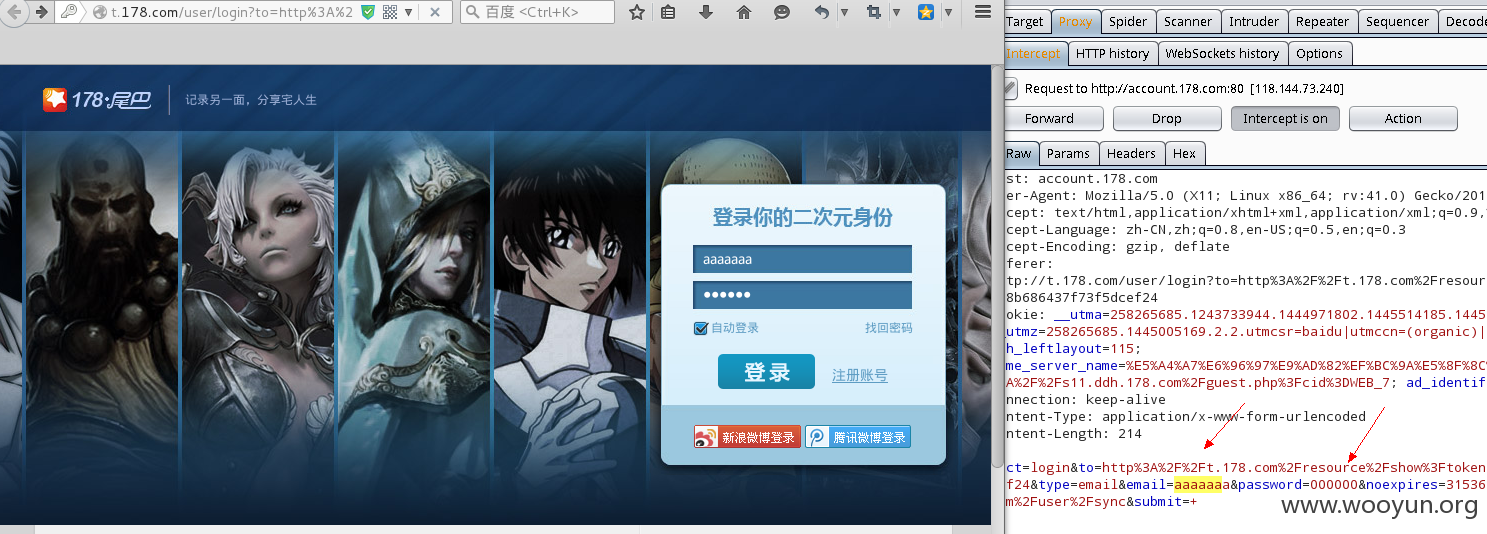 t.178.com/user/login?to=http%3A%2
百度 <Ctrl+K>
178·尾巴
记录另一面，分享宅人生
登录你的二次元身份
aaaaaaa
●●●●●●
自动登录 找回密码
登录 注册账号
新浪微博登录 腾讯微博登录
Target Proxy Spider Scanner Intruder Repeater Sequencer Decode
Intercept HTTP history WebSockets history Options
Request to http://account.178.com:80 [118.144.73.240]
Forward Drop Intercept is on Action
Raw Params Headers Hex
st: account.178.com
er-Agent: Mozilla/5.0 (X11; Linux x86_64; rv:41.0) Gecko/201
cept: text/html,application/xhtml+xml,application/xml;q=0.9,
cept-Language: zh-CN,zh;q=0.8,en-US;q=0.5,en;q=0.3
cept-Encoding: gzip, deflate
ferer:
tp://t.178.com/user/login?to=http%3A%2F%2Ft.178.com%2Fresour
8b686437f73f5dcef24
okie: __utma=258265685.1243733944.1444971802.1445514185.1445
_utmz=258265685.1445005169.2.2.utmcsr=baidu|utmccn=(organic)|
h_leftlayout=115;
me_server_name=%E5%A4%A7%E6%96%97%E9%AD%82%EF%BC%9A%E5%8F%8C
A%2F%2Fs11.ddh.178.com%2Fguest.php%3Fcid%3DWEB_7; ad_identif
nnection: keep-alive
ntent-Type: application/x-www-form-urlencoded
ntent-Length: 214
ct=login&to=http%3A%2F%2Ft.178.com%2Fresource%2Fshow%3Ftoken
f24&type=email&email=aaaaaaa&password=000000&noexpires=31536
m%2Fuser%2Fsync&submit=+
www.wooyun.org